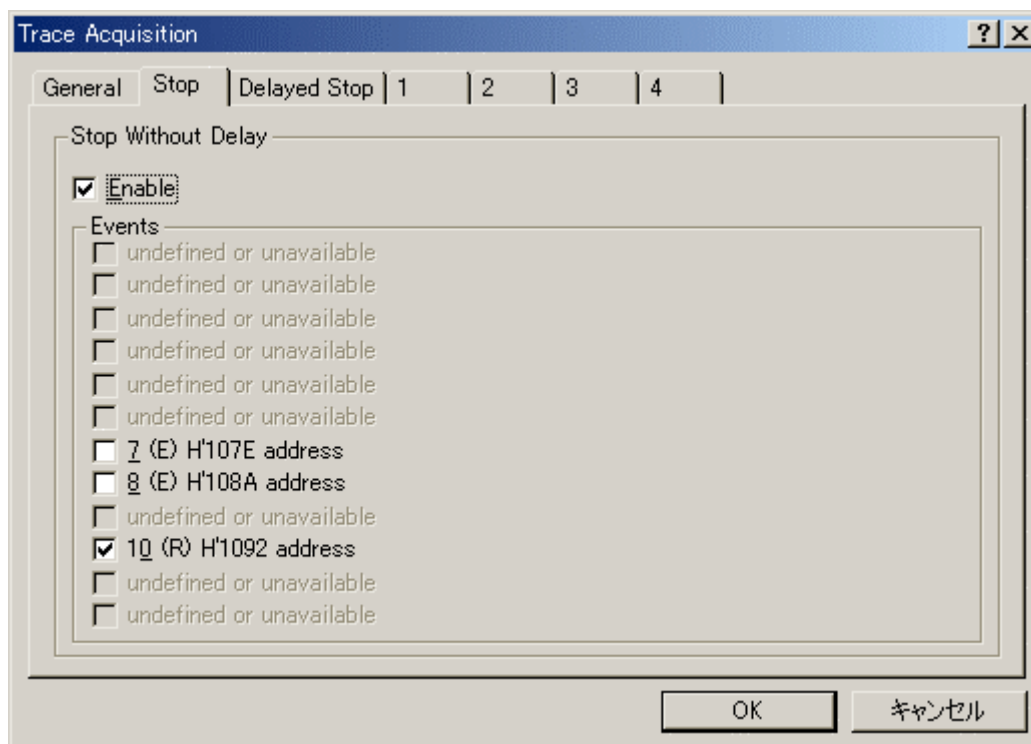 Trace Acquisition
General Stop Delayed Stop 1 2 3 4
Stop Without Delay
Enable
Events
undefined or unavailable
undefined or unavailable
undefined or unavailable
undefined or unavailable
undefined or unavailable
undefined or unavailable
7 (E) H'107E address
8 (E) H'108A address
undefined or unavailable
10 (R) H'1092 address
undefined or unavailable
undefined or unavailable
OK キャンセル